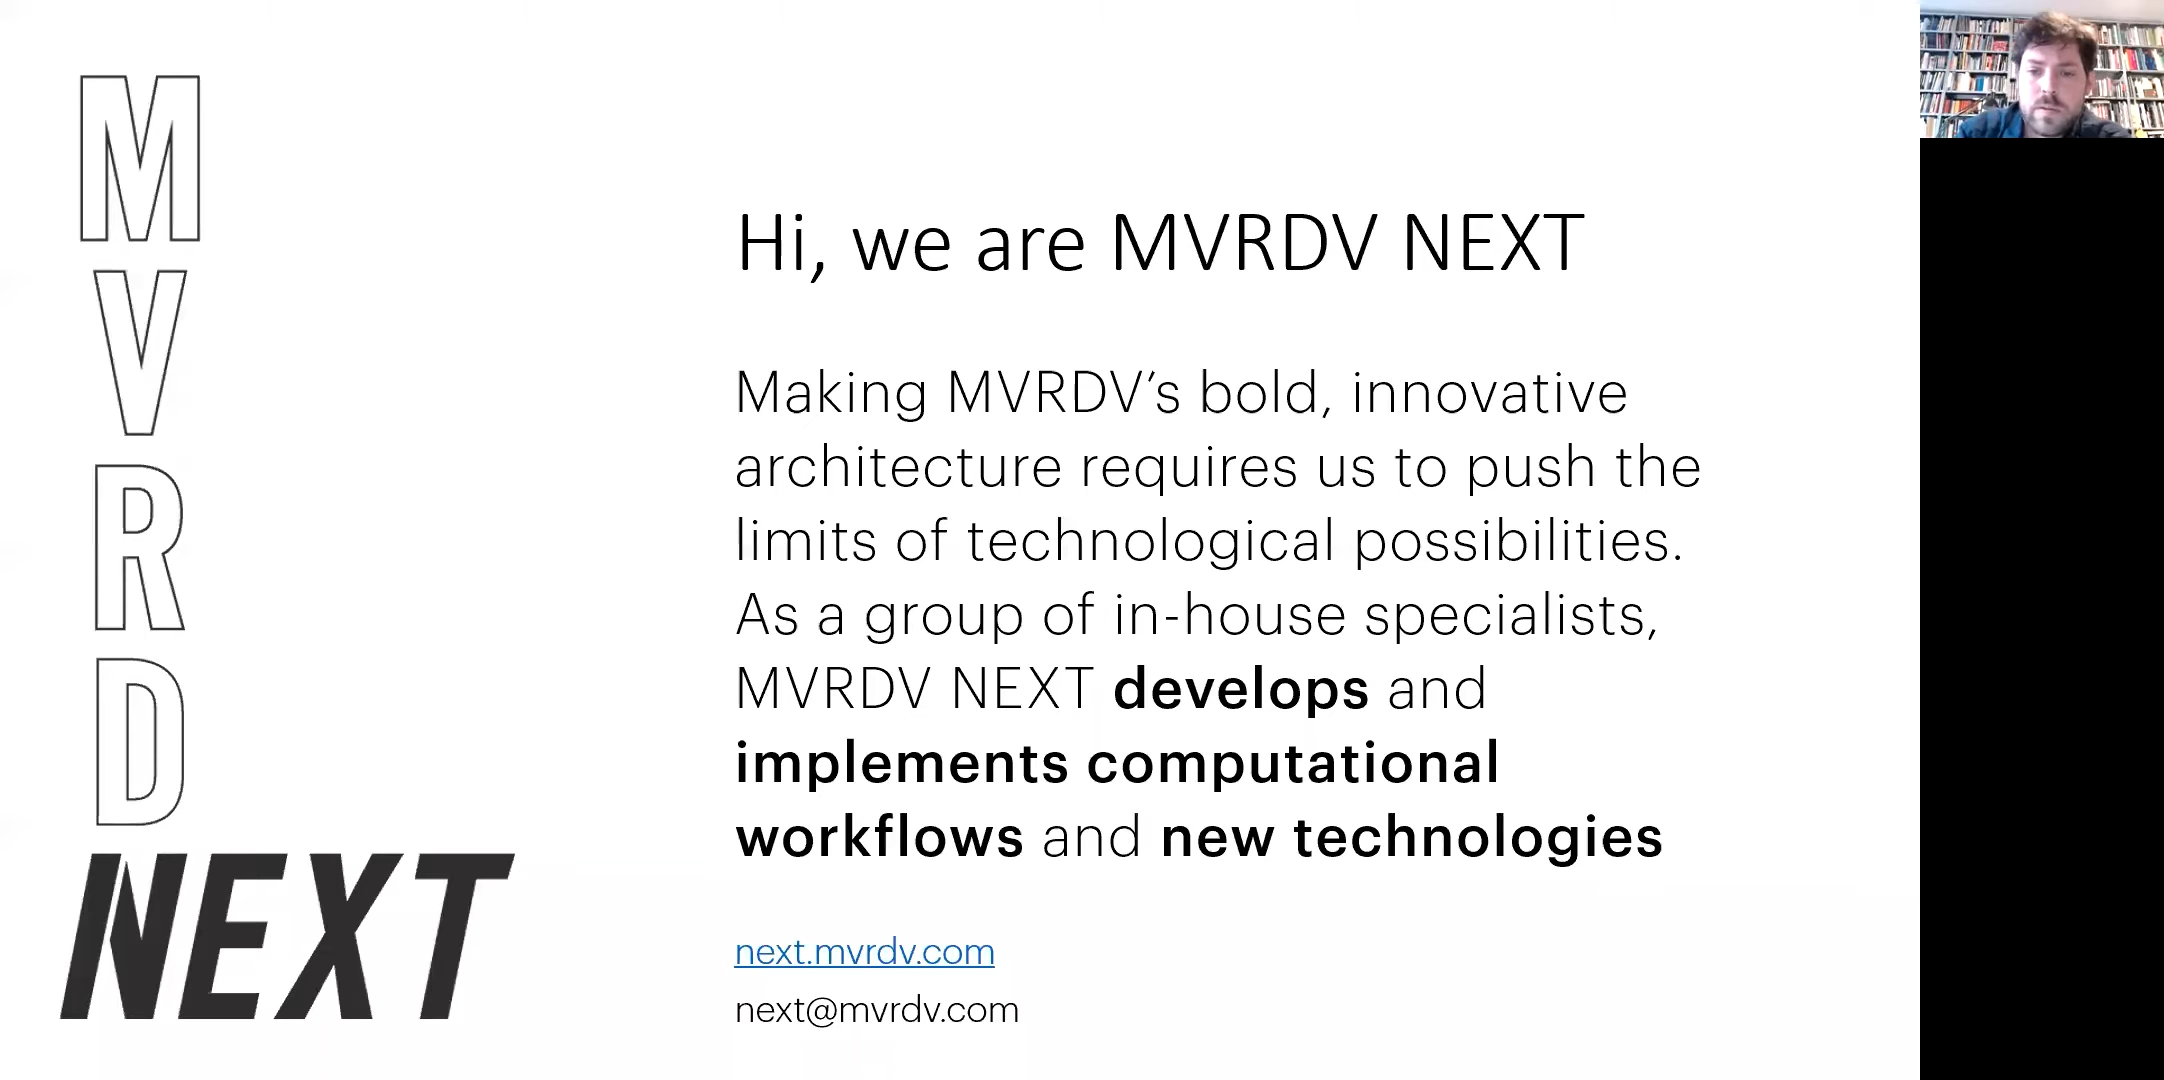 M
V
R
D
NEXT
Hi, we are MVRDV NEXT
Making MVRDV’s bold, innovative
architecture requires us to push the
limits of technological possibilities.
As a group of in-house specialists,
MVRDV NEXT develops and
implements computational
workflows and new technologies
next.mvrdv.com
next@mvrdv.com